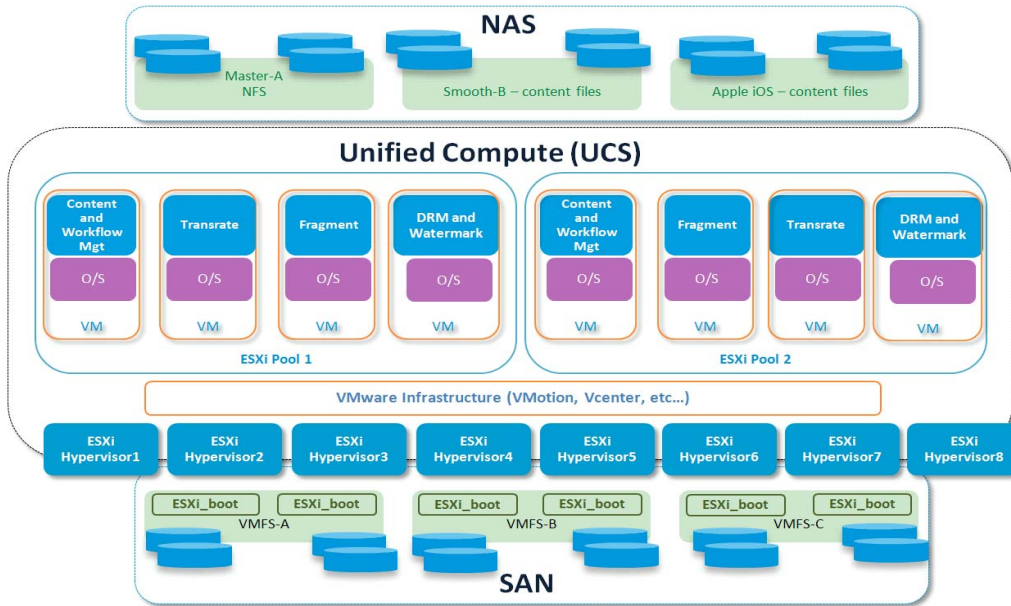 NAS
Master-A
NFS
Smooth-B – content files
Apple iOS – content files
Unified Compute (UCS)
Content
and
Workflow
Mgt
O/S
VM
Transrate
O/S
VM
Fragment
O/S
VM
DRM and
Watermark
O/S
VM
ESXi Pool 1
Content
and
Workflow
Mgt
O/S
VM
Fragment
O/S
VM
Transrate
O/S
VM
DRM and
Watermark
O/S
VM
ESXi Pool 2
VMware Infrastructure (VMotion, Vcenter, etc...)
ESXi
Hypervisor1
ESXi
Hypervisor2
ESXi
Hypervisor3
ESXi
Hypervisor4
ESXi
Hypervisor5
ESXi
Hypervisor6
ESXi
Hypervisor7
ESXi
Hypervisor8
ESXi_boot
ESXi_boot
VMFS-A
ESXi_boot
ESXi_boot
VMFS-B
ESXi_boot
ESXi_boot
VMFS-C
SAN